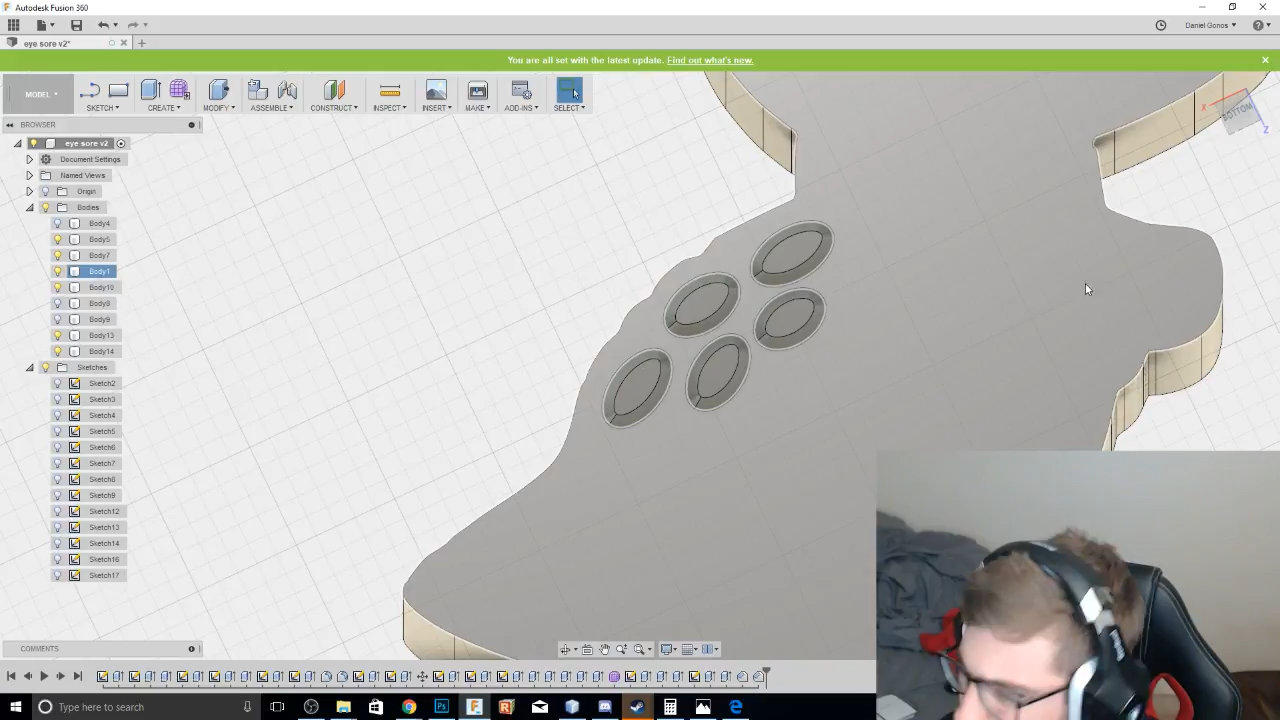 Autodesk Fusion 360
Daniel Gonos
eye sore v2*
You are all set with the latest update. Find out what's new.
MODEL
SKETCH
CREATE
MODIFY
ASSEMBLE
CONSTRUCT
INSPECT
INSERT
MAKE
ADD-INS
SELECT
X
BOTTOM
Z
BROWSER
eye sore v2
Document Settings
Named Views
Origin
Bodies
Body4
Body5
Body7
Body1
Body10
Body8
Body9
Body13
Body14
Sketches
Sketch2
Sketch3
Sketch4
Sketch5
Sketch6
Sketch7
Sketch8
Sketch9
Sketch12
Sketch13
Sketch14
Sketch16
Sketch17
COMMENTS
Type here to search